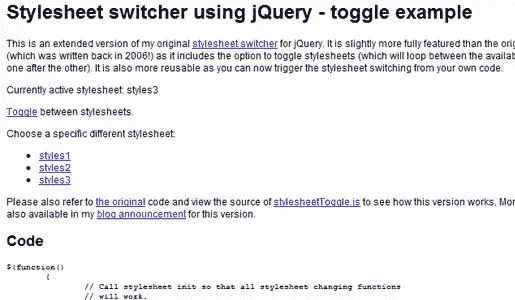 Stylesheet switcher using jQuery - toggle example
This is an extended version of my original stylesheet switcher for jQuery. It is slightly more fully featured than the
(which was written back in 2006!) as it includes the option to toggle stylesheets (which will loop between the
one after the other). It is also more reusable as you can now trigger the stylesheet switching from your own code.
Currently active stylesheet: styles3
Toggle between stylesheets.
Choose a specific different stylesheet:
styles1
styles2
styles3
Please also refer to the original code and view the source of stylesheetToggle.js to see how this version works.
also available in my blog announcement for this version.
Code
$(function()
{
// Call stylesheet init so that all stylesheet changing functions
// will work.